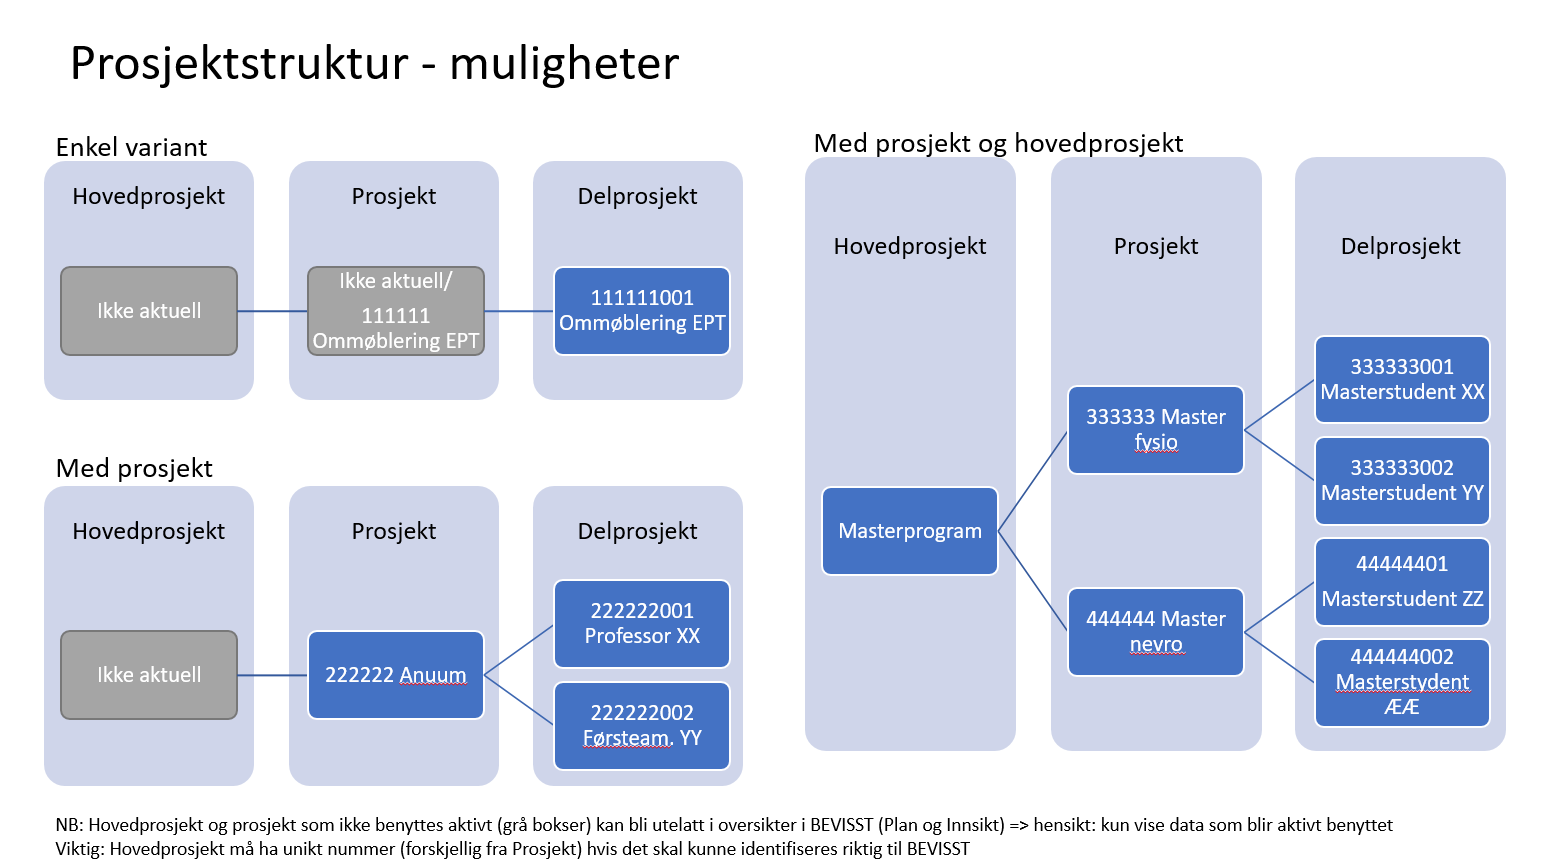 Prosjektstruktur - muligheter
Enkel variant
Hovedprosjekt
Prosjekt
Delprosjekt
Ikke aktuell
Ikke aktuell/
111111
Ommøblering EPT
111111001
Ommøblering EPT
Med prosjekt
Hovedprosjekt
Prosjekt
Delprosjekt
Ikke aktuell
222222 Anuum
222222001
Professor XX
222222002
Førsteam. YY
Med prosjekt og hovedprosjekt
Hovedprosjekt
Prosjekt
Delprosjekt
Masterprogram
333333 Master
fysio
444444 Master
nevro
333333001
Masterstudent XX
333333002
Masterstudent YY
44444401
Masterstudent ZZ
444444002
Masterstydent
ÆÆ
NB: Hovedprosjekt og prosjekt som ikke benyttes aktivt (grå bokser) kan bli utelatt i oversikter i BEVISST (Plan og Innsikt) => hensikt: kun vise data som blir aktivt benyttet
Viktig: Hovedprosjekt må ha unikt nummer (forskjellig fra Prosjekt) hvis det skal kunne identifiseres riktig til BEVISST